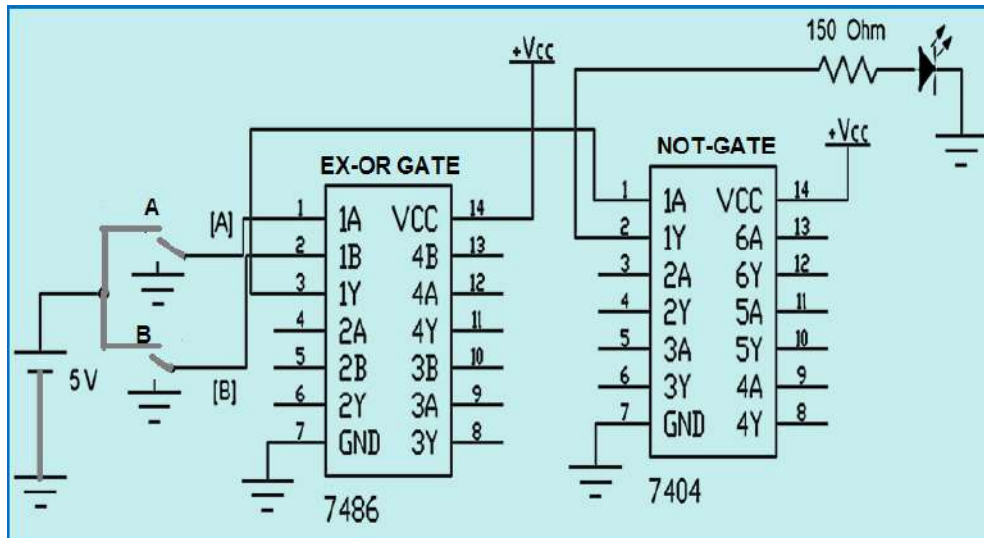 150 Ohm
+Vcc
+Vcc
EX-OR GATE
NOT-GATE
A
[A]
B
[B]
5V
1 1A VCC 14
2 1B 4B 13
3 1Y 4A 12
4 2A 4Y 11
5 2B 3B 10
6 2Y 3A 9
7 GND 3Y 8
7486
1 1A VCC 14
2 1Y 6A 13
3 2A 6Y 12
4 2Y 5A 11
5 3A 5Y 10
6 3Y 4A 9
7 GND 4Y 8
7404